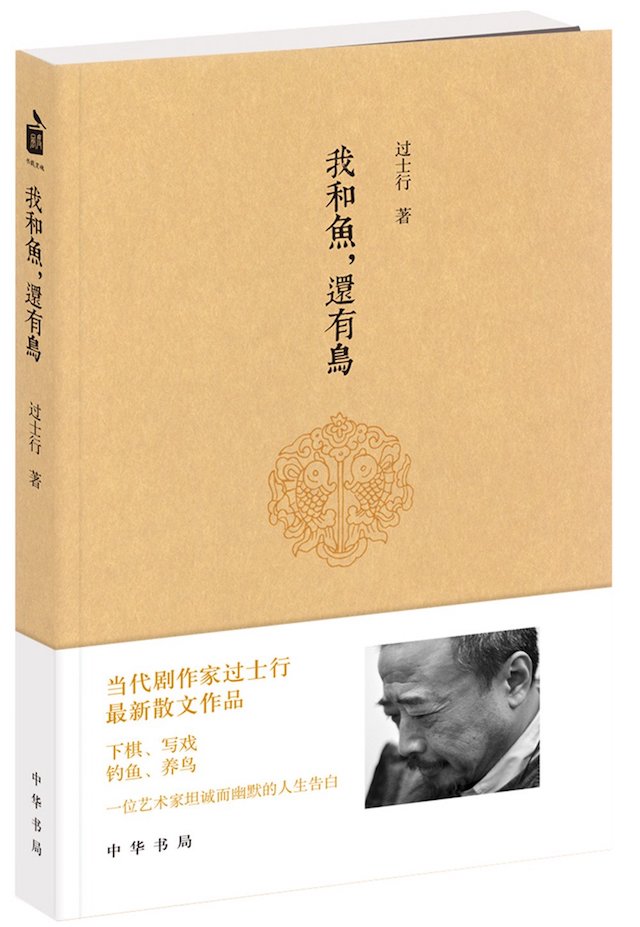 我和魚，還有鳥
过士行 著
中华书局
过士行 著
我和魚，還有鳥
当代剧作家过士行
最新散文作品
下棋、写戏
钓鱼、养鸟
一位艺术家坦诚而幽默的人生告白
中华书局